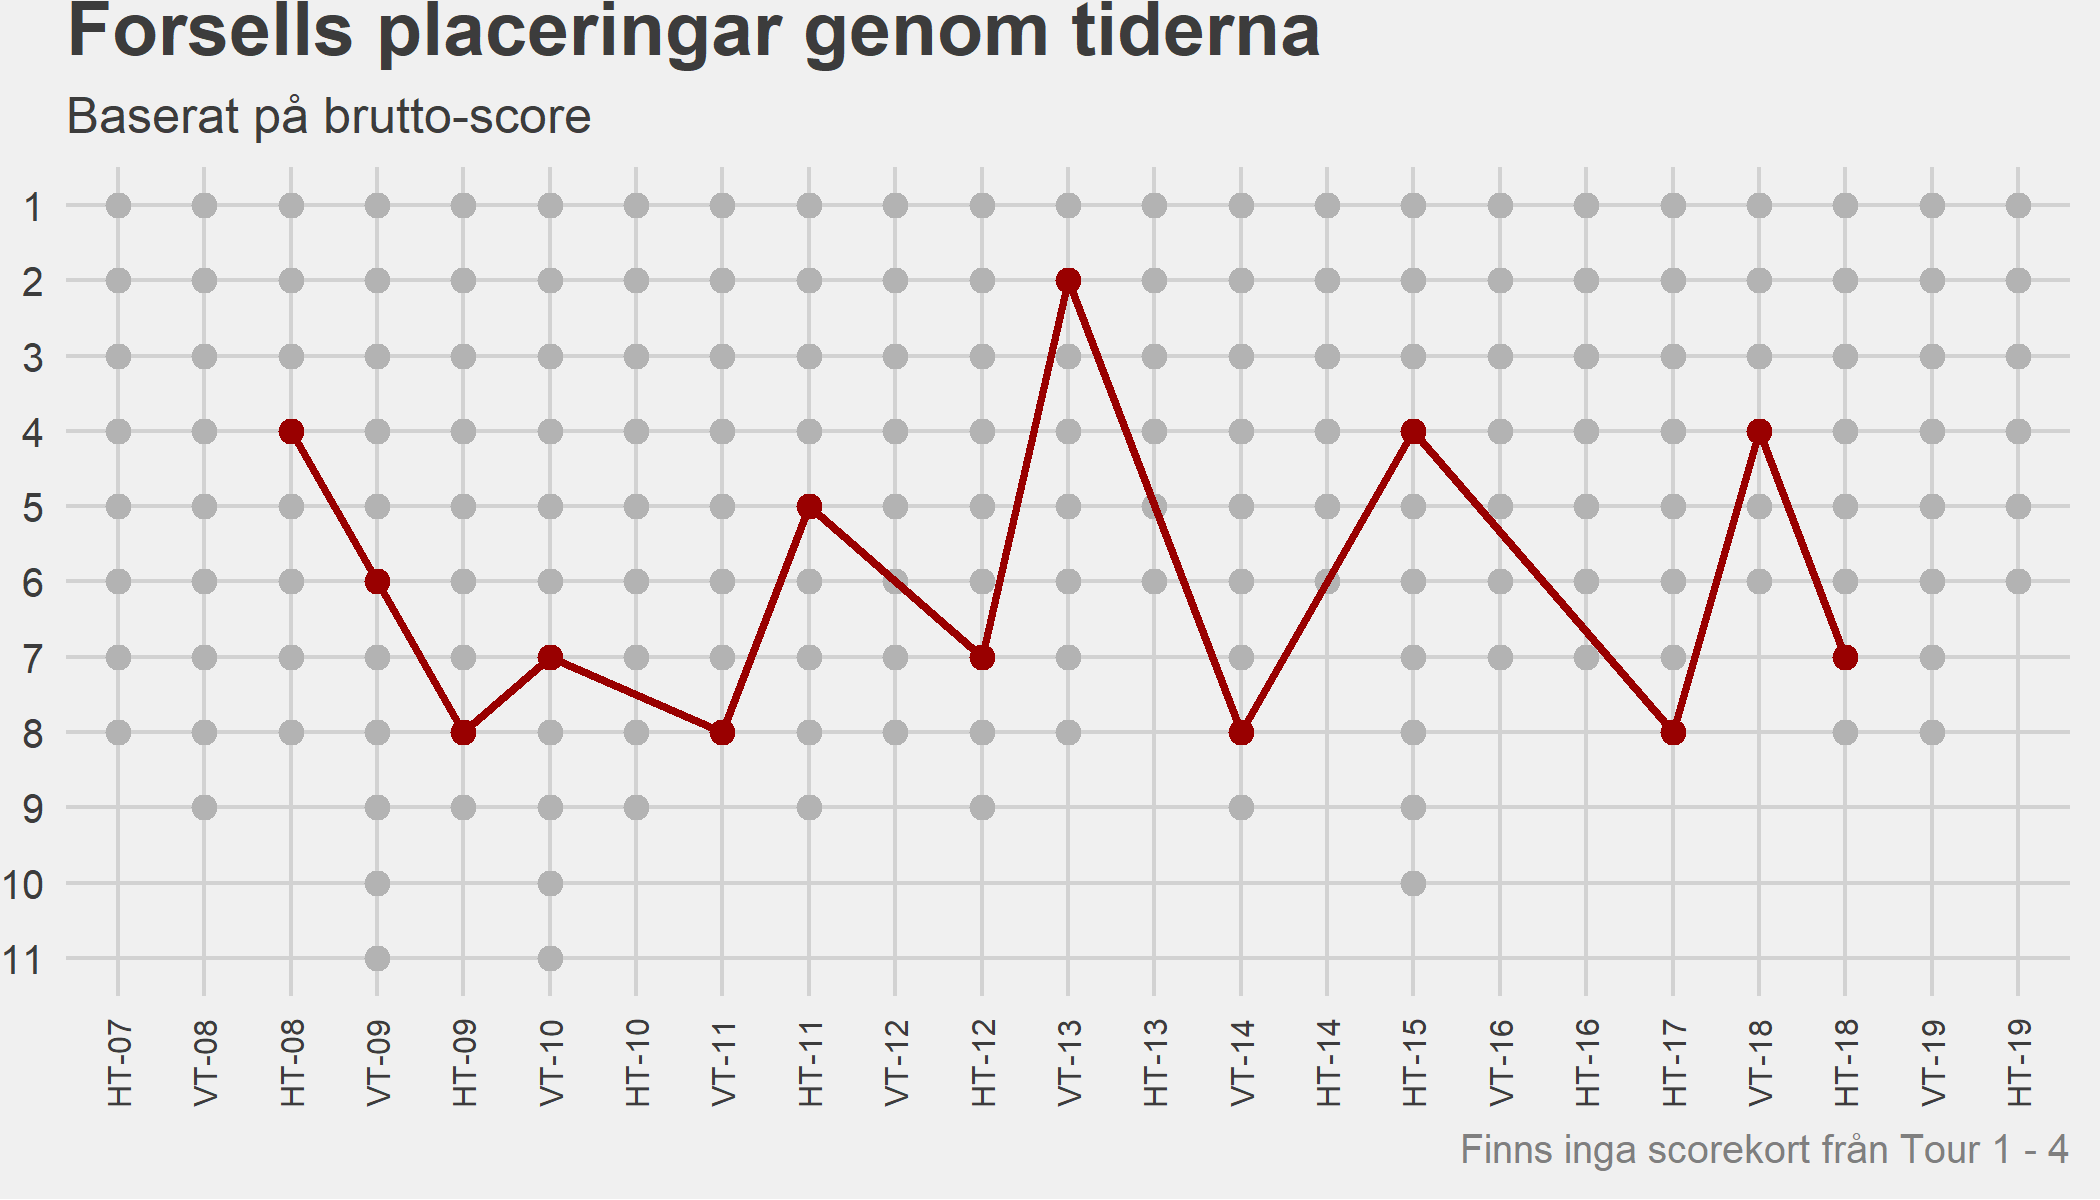 Forsells placeringar genom tiderna
Baserat på brutto-score
1
2
3
4
5
6
7
8
9
10
11
HT-07
VT-08
HT-08
VT-09
HT-09
VT-10
HT-10
VT-11
HT-11
VT-12
HT-12
VT-13
HT-13
VT-14
HT-14
HT-15
VT-16
HT-16
HT-17
VT-18
HT-18
VT-19
HT-19
Finns inga scorekort från Tour 1 - 4